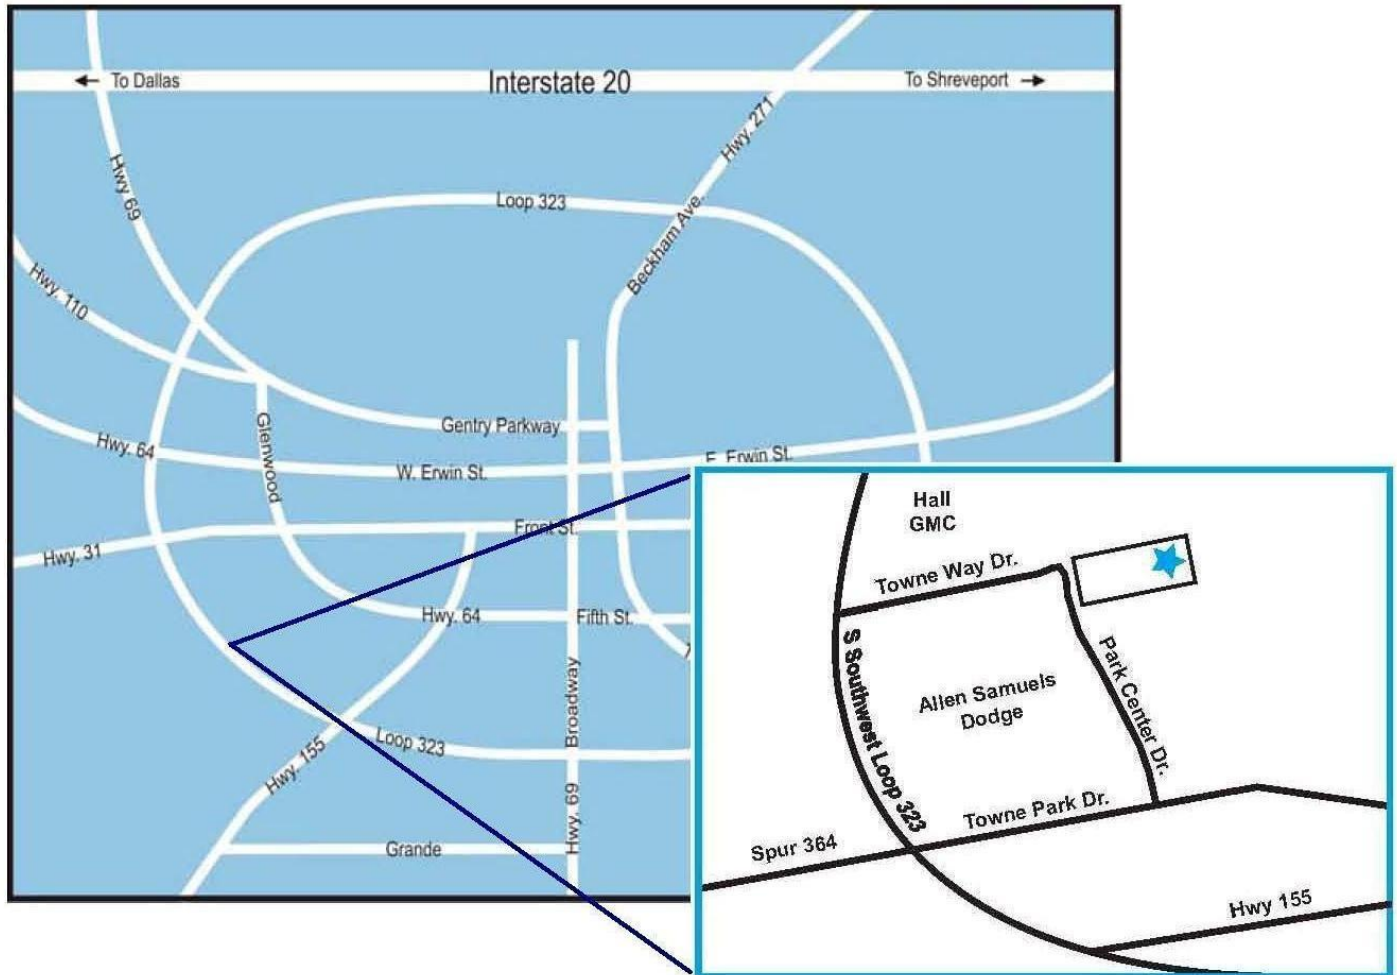 To Dallas
Interstate 20
To Shreveport
Hwy. 271
Hwy 69
Loop 323
Beckham Ave.
Hwy. 110
Glenwood
Gentry Parkway
Hwy. 64
W. Erwin St.
E. Erwin St.
Front St.
Hwy. 31
Hwy. 64
Fifth St.
Broadway
Loop 323
Hwy. 155
Hwy. 69
Grande
Hall
GMC
Towne Way Dr.
S Southwest Loop 323
Allen Samuels
Dodge
Park Center Dr.
Towne Park Dr.
Spur 364
Hwy 155